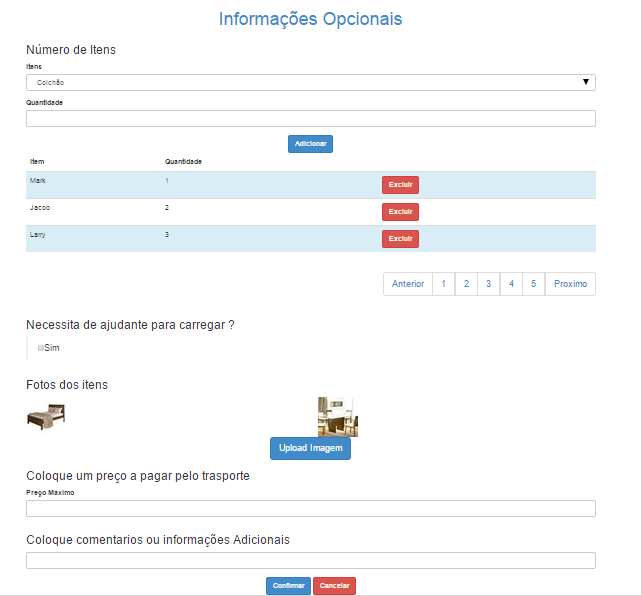 Informações Opcionais
Número de Itens
Itens
Colchão
Quantidade
Adicionar
Item Quantidade
Mark 1 Excluir
Jacob 2 Excluir
Larry 3 Excluir
Anterior 1 2 3 4 5 Proximo
Necessita de ajudante para carregar ?
Sim
Fotos dos itens
Upload Imagem
Coloque um preço a pagar pelo trasporte
Preço Maximo
Coloque comentarios ou informações Adicionais
Confirmar Cancelar